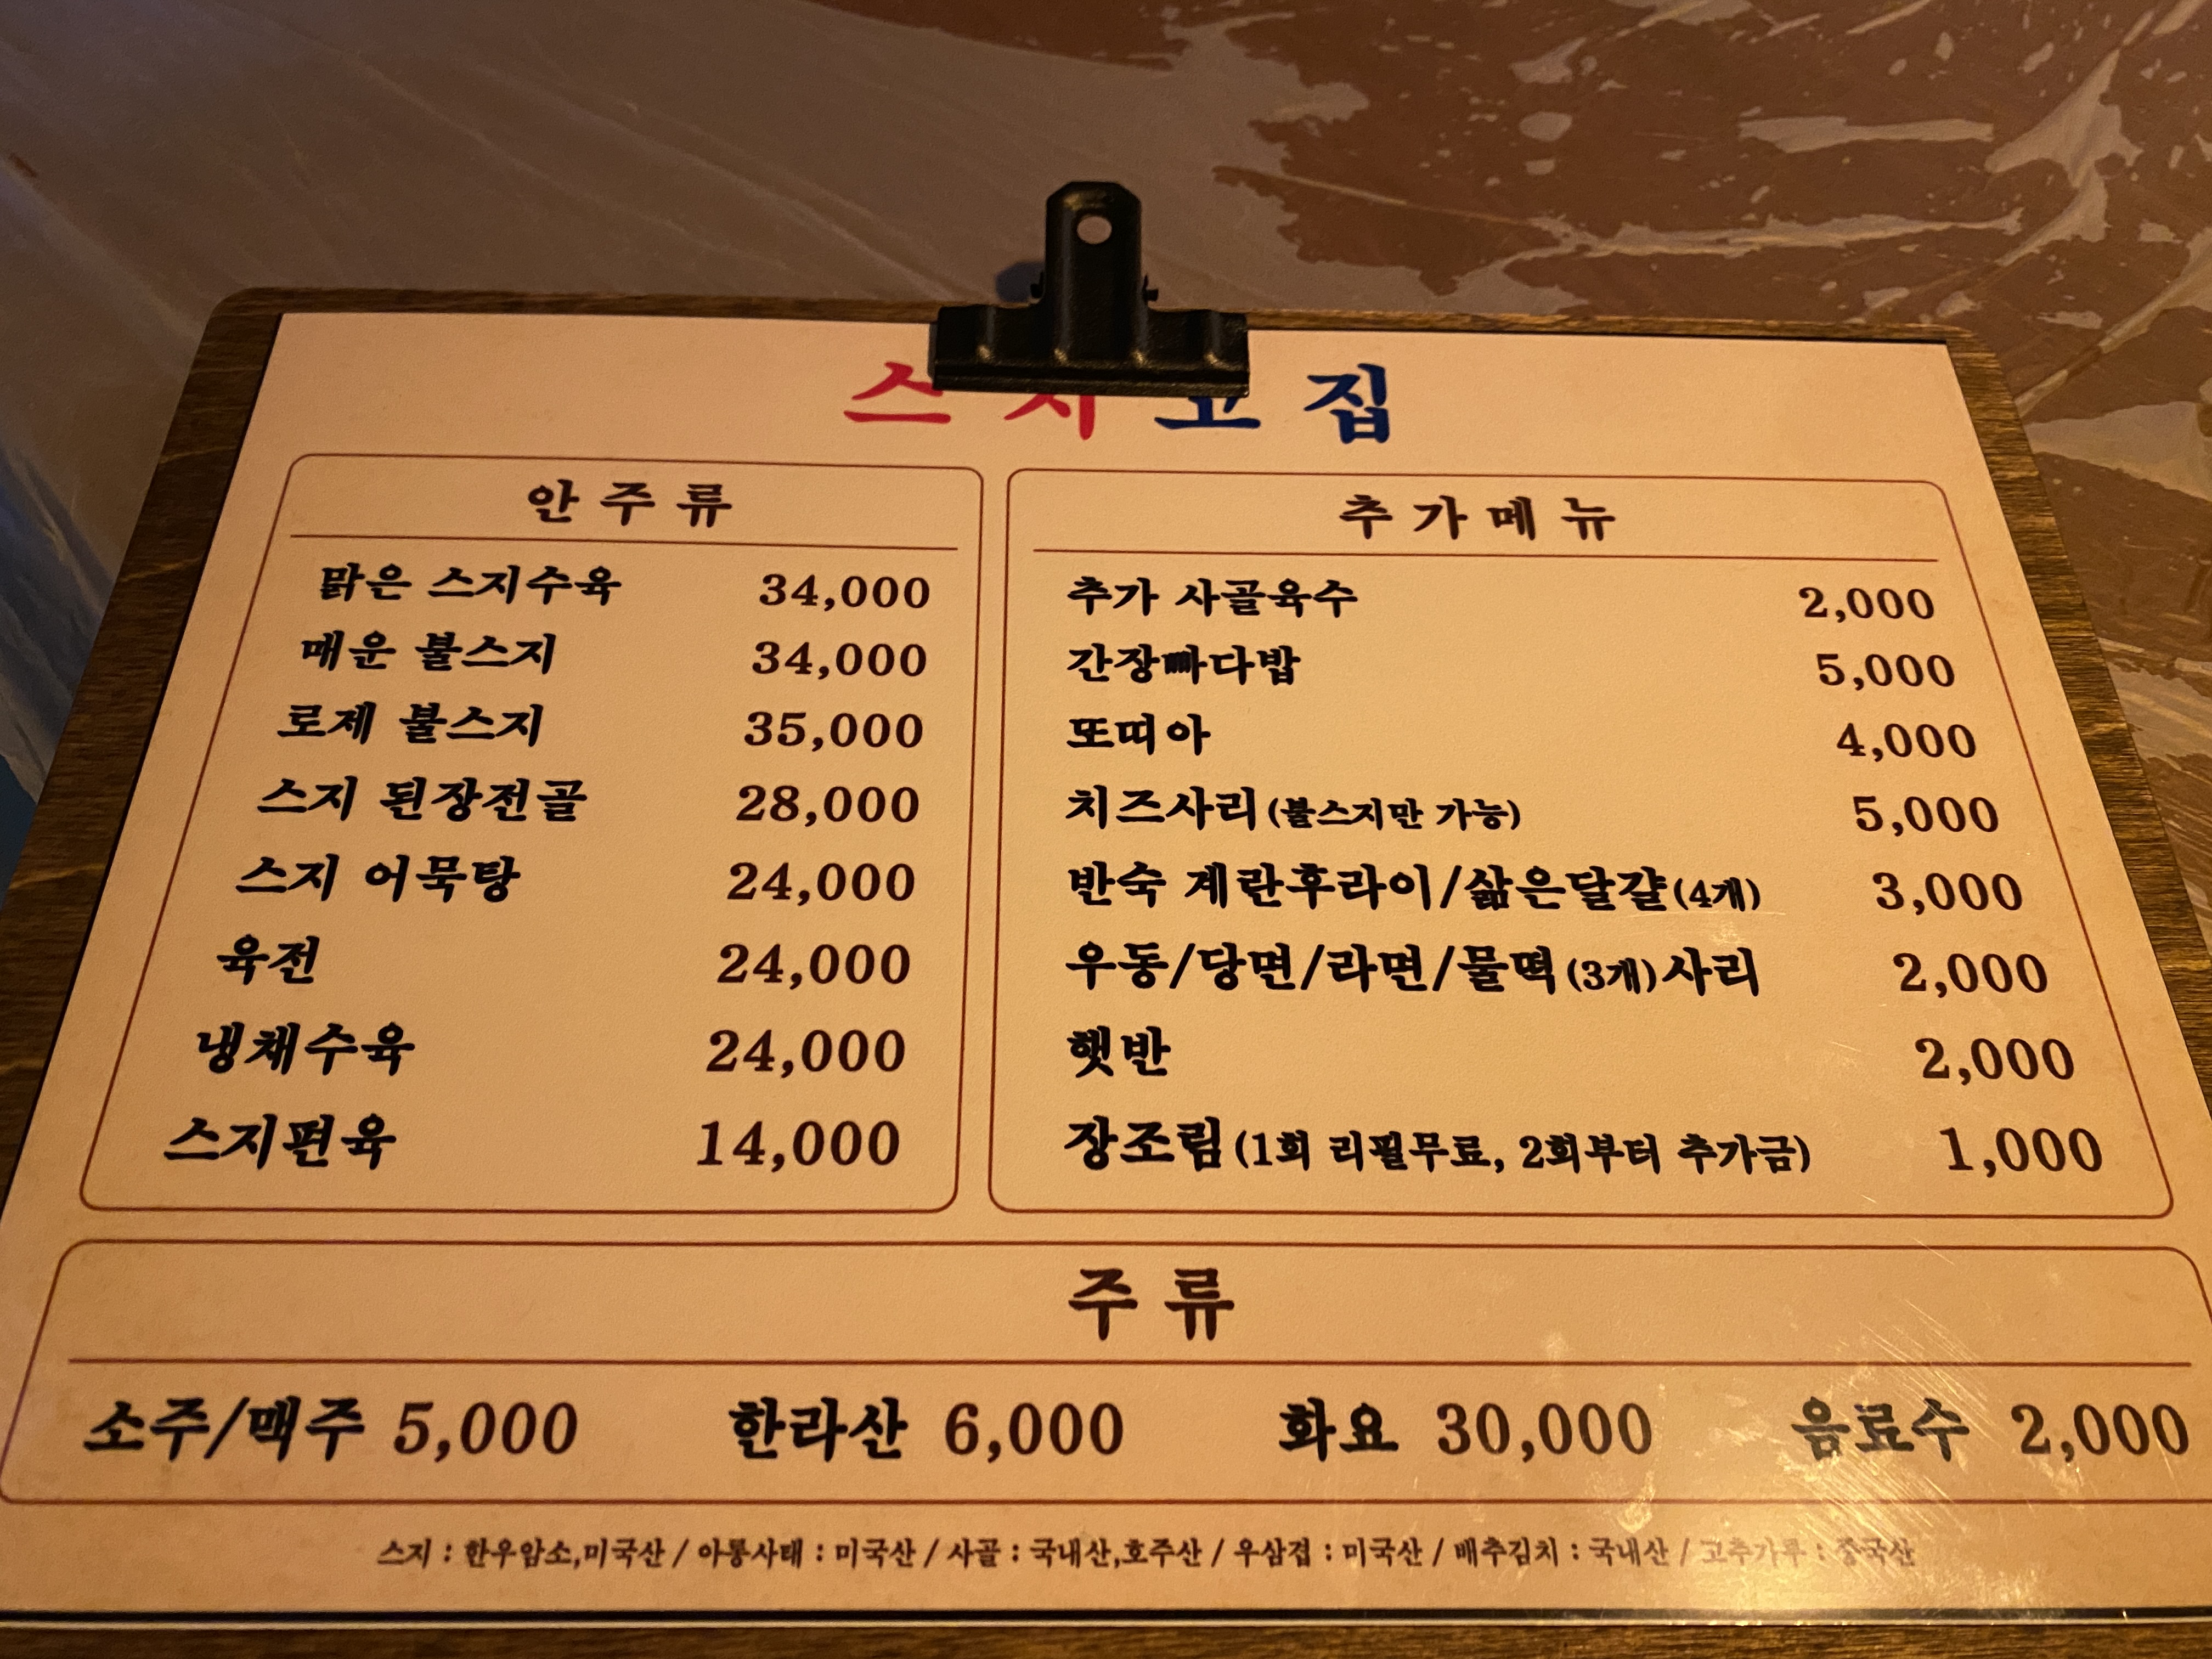 스지고집
안주류
맑은 스지수육 34,000
매운 불스지 34,000
로제 불스지 35,000
스지 된장전골 28,000
스지 어묵탕 24,000
육전 24,000
냉채수육 24,000
스지편육 14,000
추가메뉴
추가 사골육수 2,000
간장빠다밥 5,000
또띠아 4,000
치즈사리(불스지만 가능) 5,000
반숙 계란후라이/삶은달걀(4개) 3,000
우동/당면/라면/물떡(3개)사리 2,000
햇반 2,000
장조림(1회 리필무료, 2회부터 추가금) 1,000
주류
소주/맥주 5,000 한라산 6,000 화요 30,000 음료수 2,000
스지 : 한우암소,미국산 / 아롱사태 : 미국산 / 사골 : 국내산,호주산 / 우삼겹 : 미국산 / 배추김치 : 국내산 / 고추가루 : 중국산